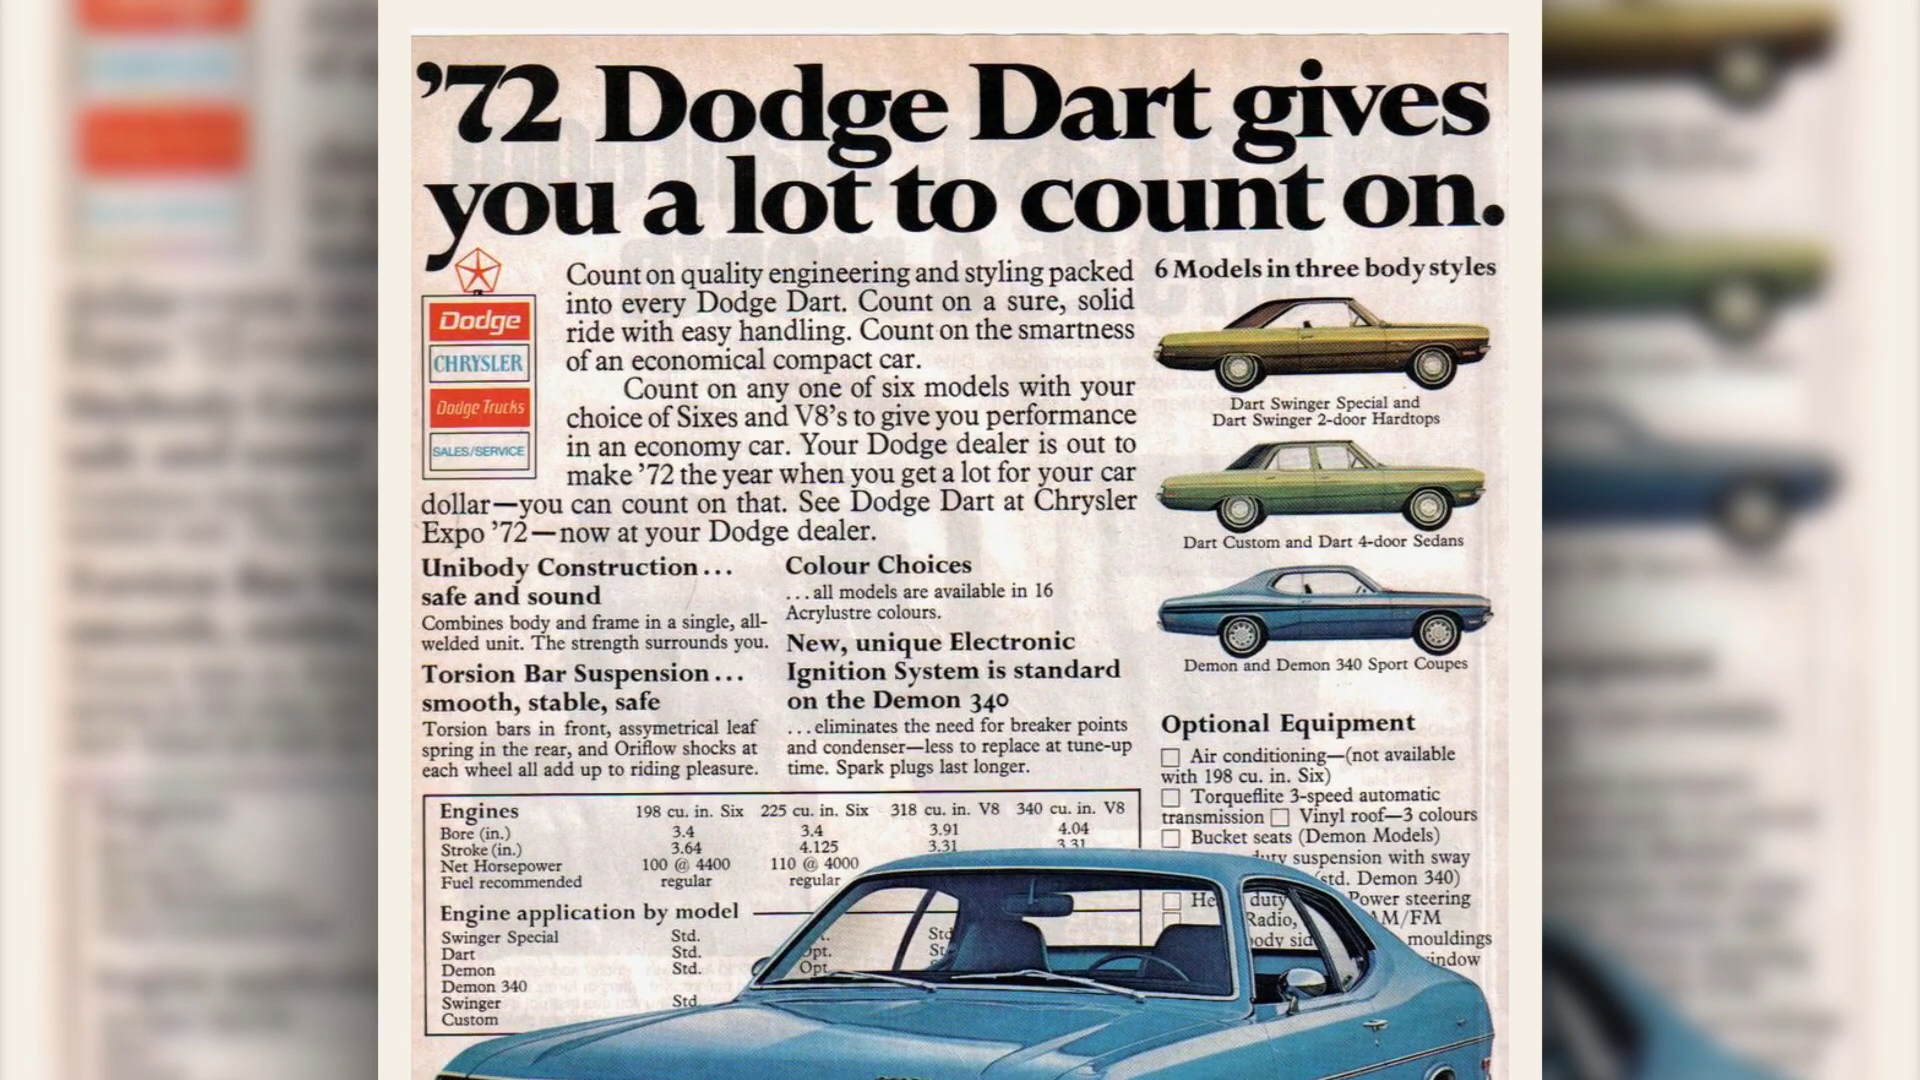 ’72 Dodge Dart gives
you a lot to count on.
Dodge
CHRYSLER
Dodge Trucks
SALES/SERVICE
Count on quality engineering and styling packed
into every Dodge Dart. Count on a sure, solid
ride with easy handling. Count on the smartness
of an economical compact car.
Count on any one of six models with your
choice of Sixes and V8's to give you performance
in an economy car. Your Dodge dealer is out to
make ’72 the year when you get a lot for your car
dollar—you can count on that. See Dodge Dart at Chrysler
Expo ’72—now at your Dodge dealer.
Unibody Construction...
safe and sound
Combines body and frame in a single, all-
welded unit. The strength surrounds you.
Torsion Bar Suspension...
smooth, stable, safe
Torsion bars in front, assymetrical leaf
spring in the rear, and Oriflow shocks at
each wheel all add up to riding pleasure.
Colour Choices
...all models are available in 16
Acrylustre colours.
New, unique Electronic
Ignition System is standard
on the Demon 340
...eliminates the need for breaker points
and condenser—less to replace at tune-up
time. Spark plugs last longer.
6 Models in three body styles
Dart Swinger Special and
Dart Swinger 2-door Hardtops
Dart Custom and Dart 4-door Sedans
Demon and Demon 340 Sport Coupes
Optional Equipment
□ Air conditioning—(not available
with 198 cu. in. Six)
□ Torqueflite 3-speed automatic
transmission □ Vinyl roof—3 colours
□ Bucket seats (Demon Models)
suspension with sway
(std. Demon 340)
□ duty Power steering
Radio, AM/FM
body mouldings
Engines 198 cu. in. Six 225 cu. in. Six 318 cu. in. V8 340 cu. in. V8
Bore (in.) 3.4 3.4 3.91 4.04
Stroke (in.) 3.64 4.125 3.31 3.31
Net Horsepower 100 @ 4400 110 @ 4000
Fuel recommended regular regular
Engine application by model
Swinger Special Std.
Dart Std. Opt.
Demon Std. Opt.
Demon 340
Swinger Std.
Custom